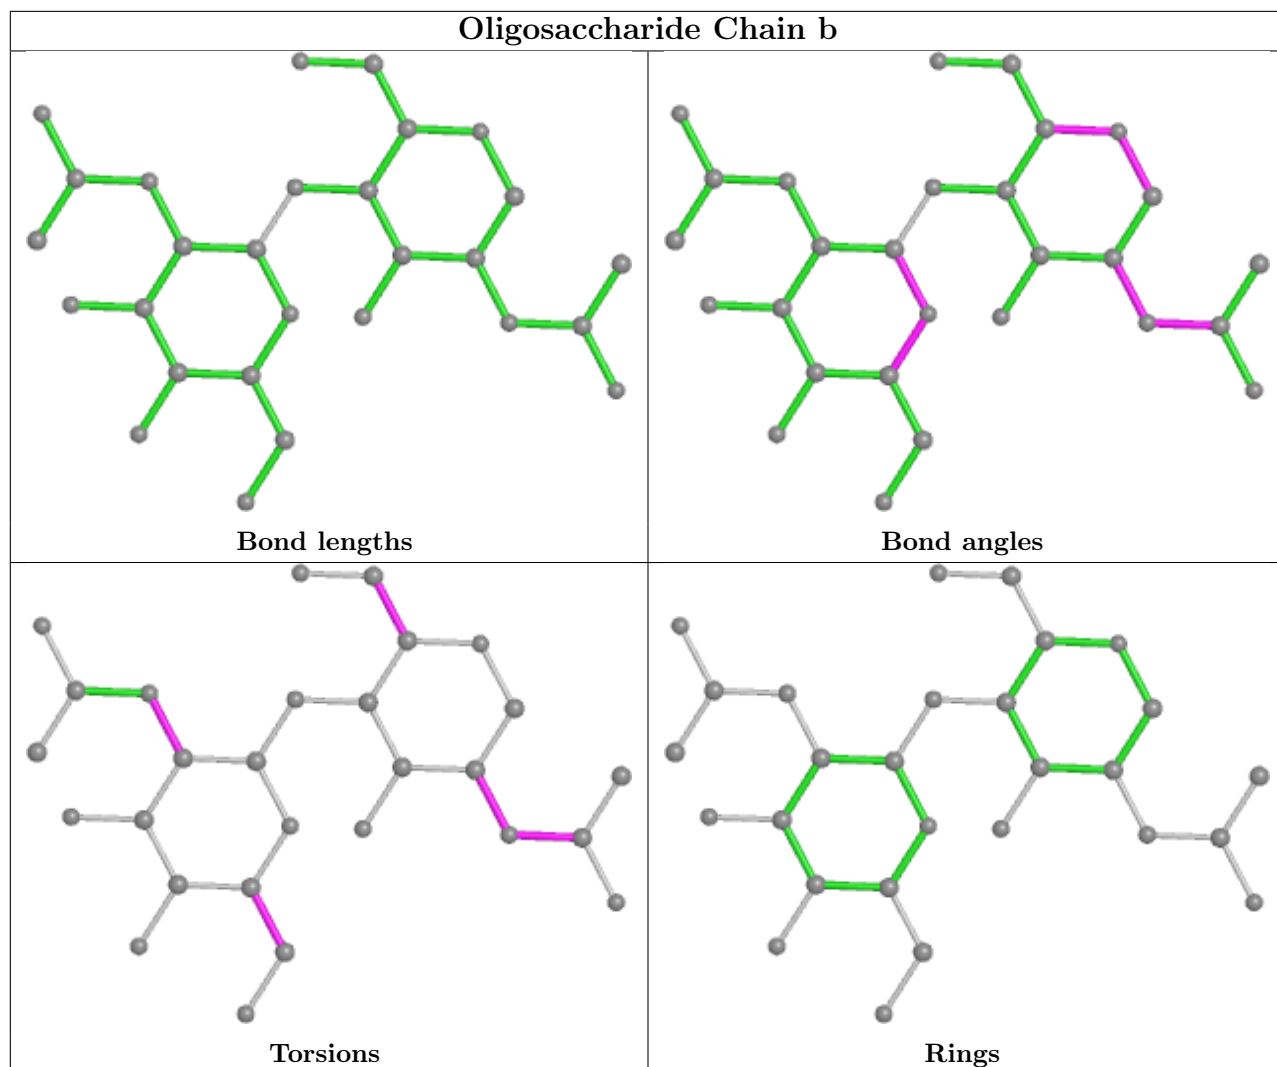 Oligosaccharide Chain b
Bond lengths
Bond angles
Torsions
Rings